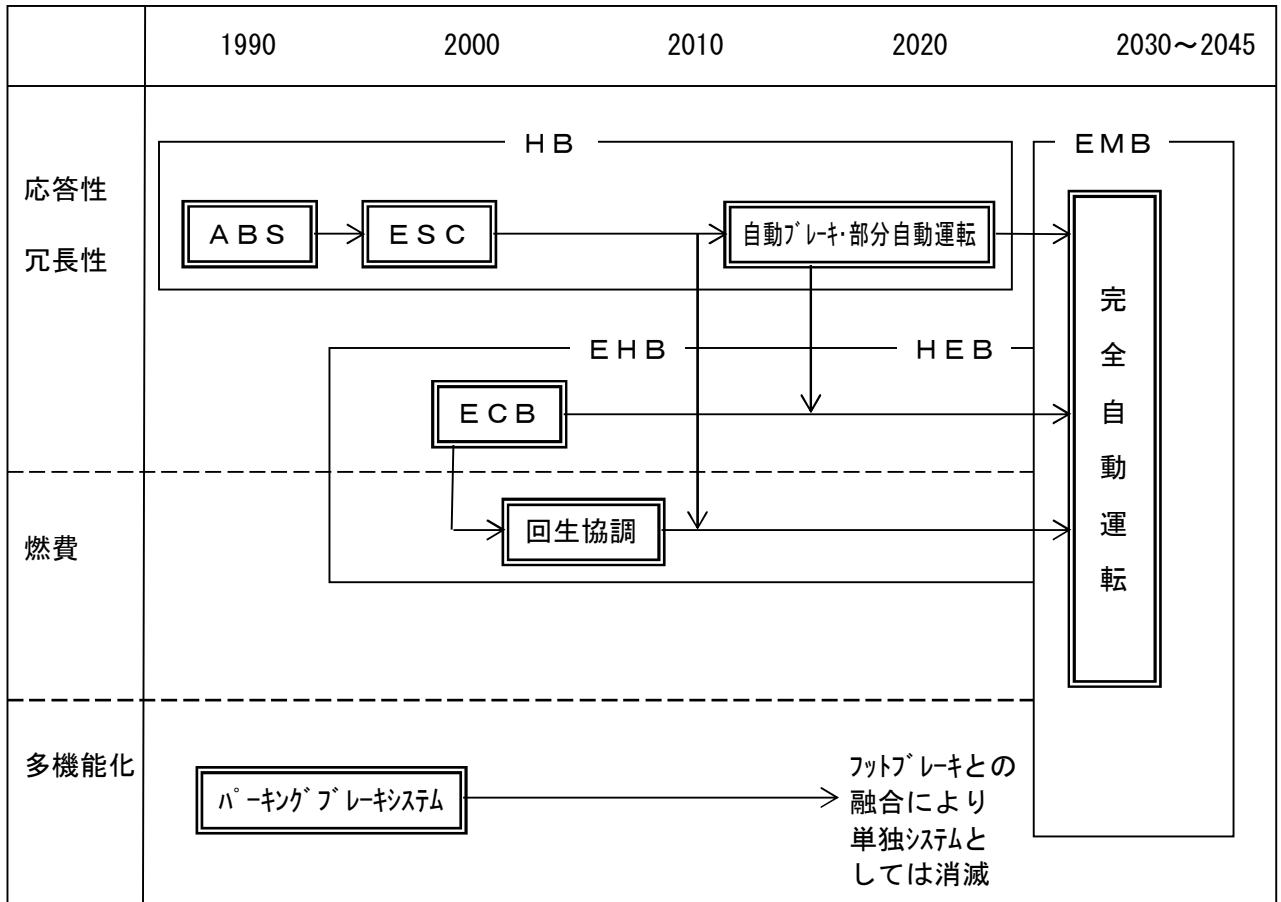 1990 2000 2010 2020 2030～2045
HB EMB
応答性
冗長性
ABS ESC 自動ﾌﾞﾚｰｷ・部分自動運転
EHB HEB
ECB
完全自動運転
燃費
回生協調
多機能化
ﾊﾟｰｷﾝｸﾞﾌﾞﾚｰｷｼｽﾃﾑ
ﾌｯﾄﾌﾞﾚｰｷとの
融合により
単独ｼｽﾃﾑと
しては消滅